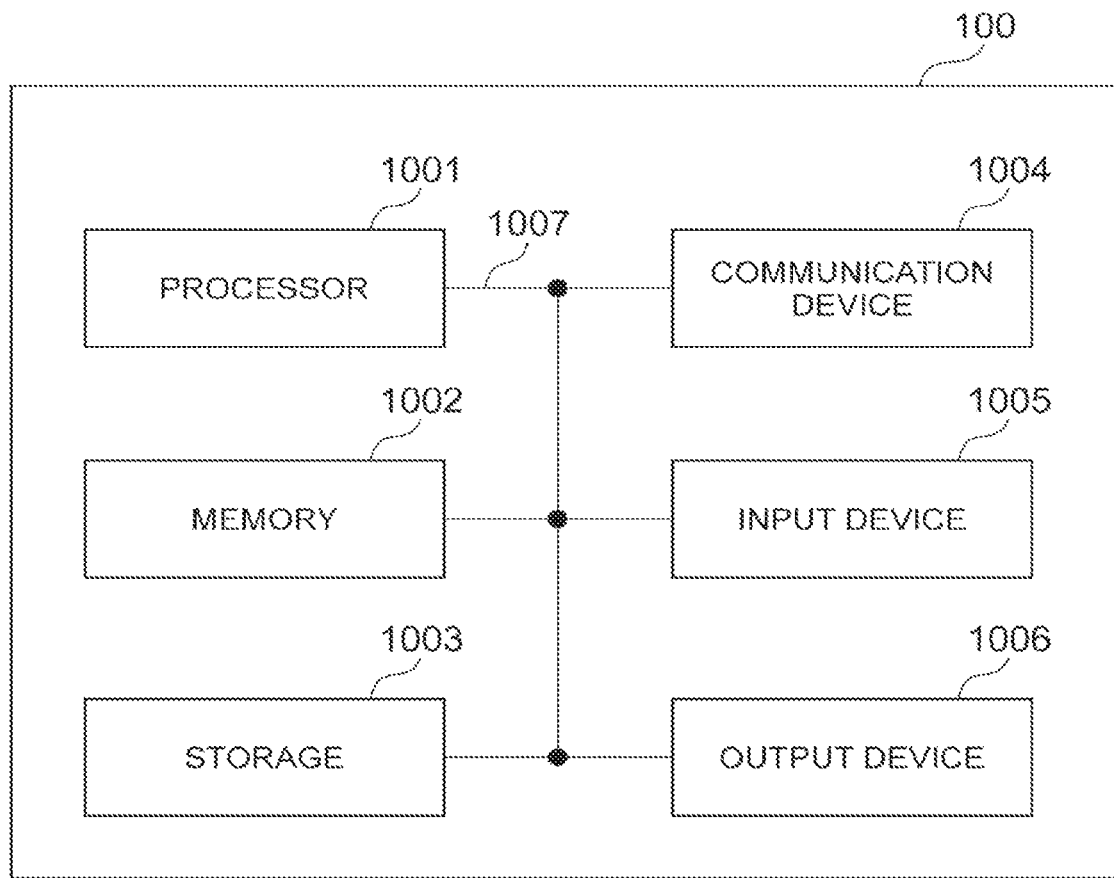 100
1001
1007
1004
PROCESSOR
COMMUNICATION
DEVICE
1002
1005
MEMORY
INPUT DEVICE
1003
1006
STORAGE
OUTPUT DEVICE